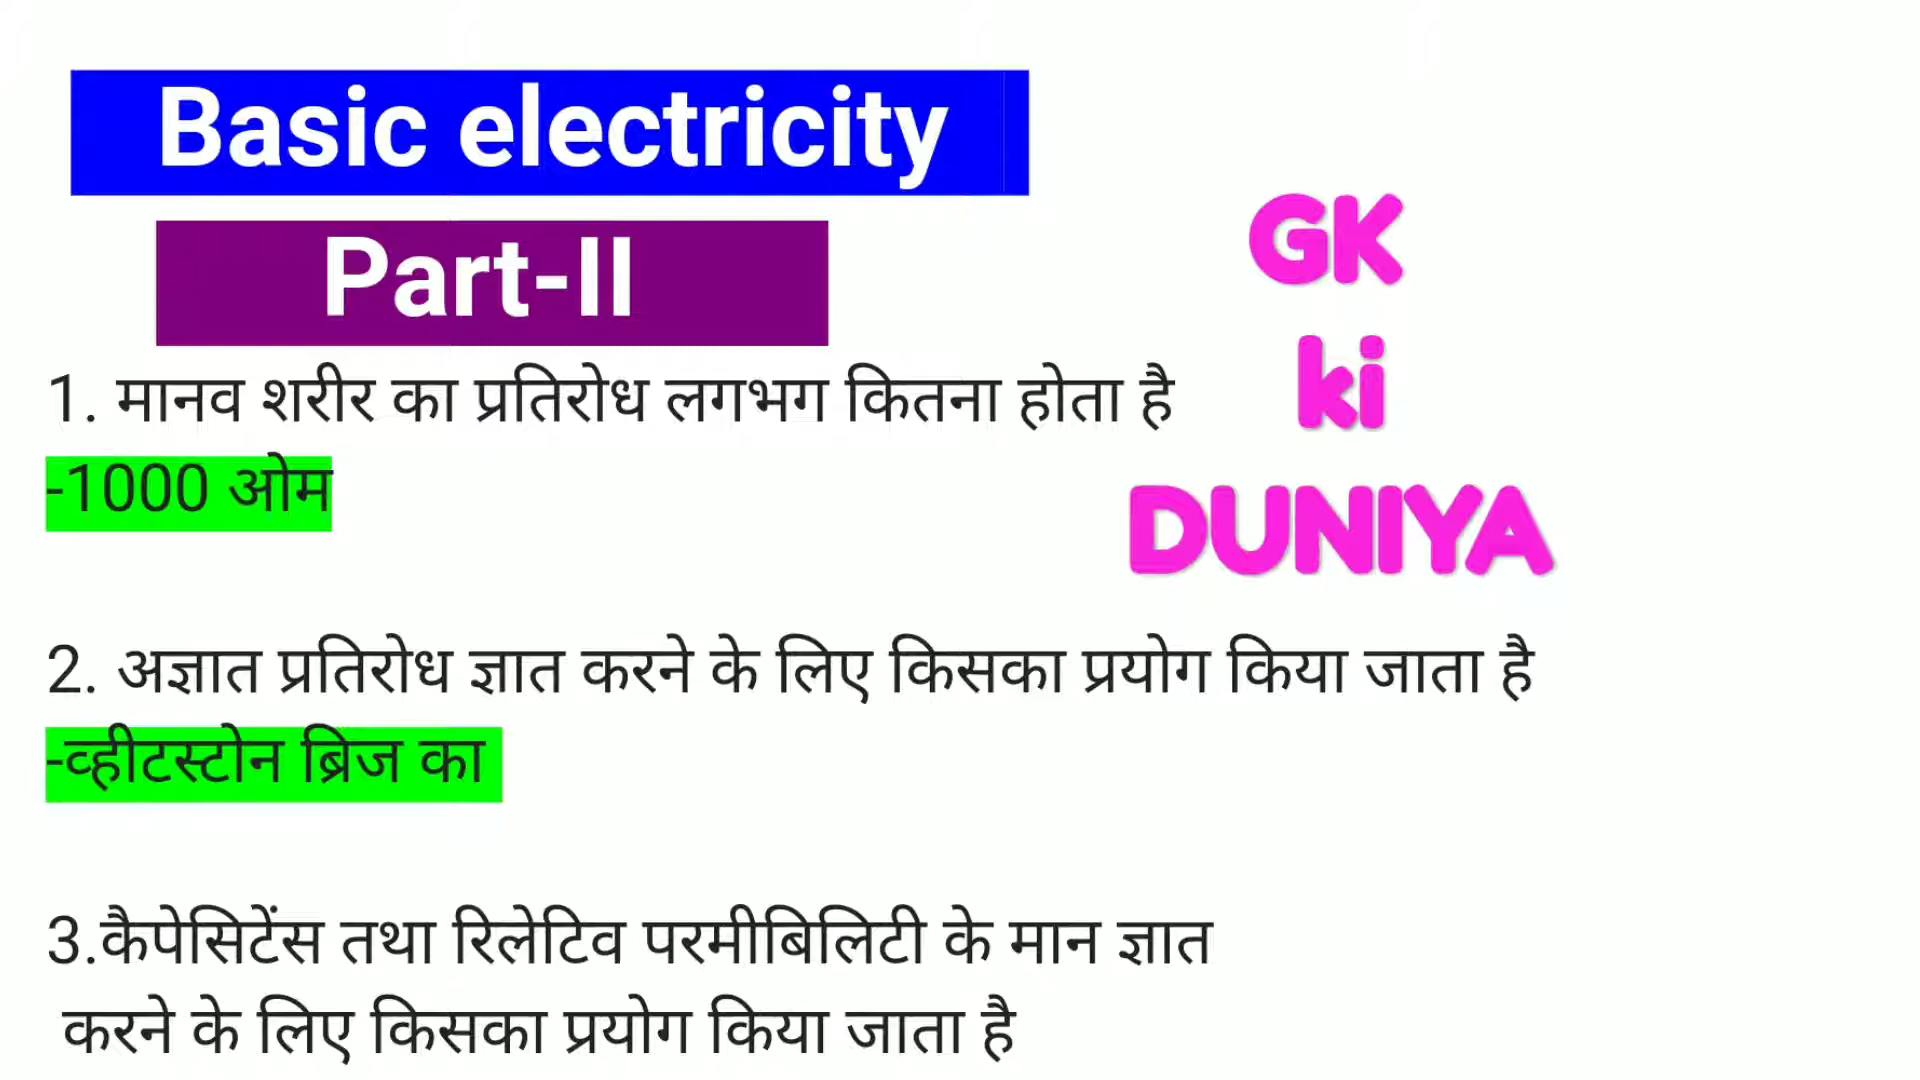 Basic electricity
Part-II
GK
ki
DUNIYA
1. मानव शरीर का प्रतिरोध लगभग कितना होता है
-1000 ओम
2. अज्ञात प्रतिरोध ज्ञात करने के लिए किसका प्रयोग किया जाता है
-व्हीटस्टोन ब्रिज का
3.कैपेसिटेंस तथा रिलेटिव परमीबिलिटी के मान ज्ञात
करने के लिए किसका प्रयोग किया जाता है